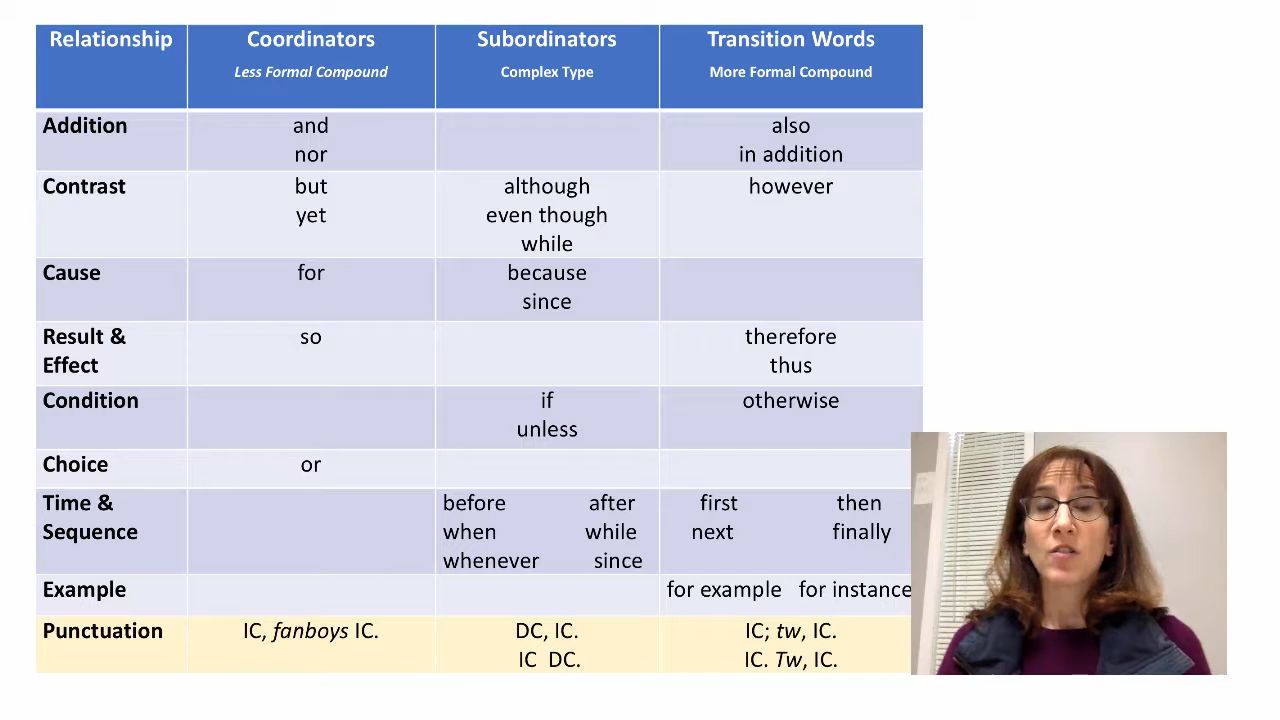 Relationship Coordinators Subordinators Transition Words
Less Formal Compound Complex Type More Formal Compound
Addition and also
nor in addition
Contrast but although however
yet even though
while
Cause for because
since
Result & so therefore
Effect thus
Condition if otherwise
unless
Choice or
Time & before after first then
Sequence when while next finally
whenever since
Example for example for instance
Punctuation IC, fanboys IC. DC, IC. IC; tw, IC.
IC DC. IC. Tw, IC.